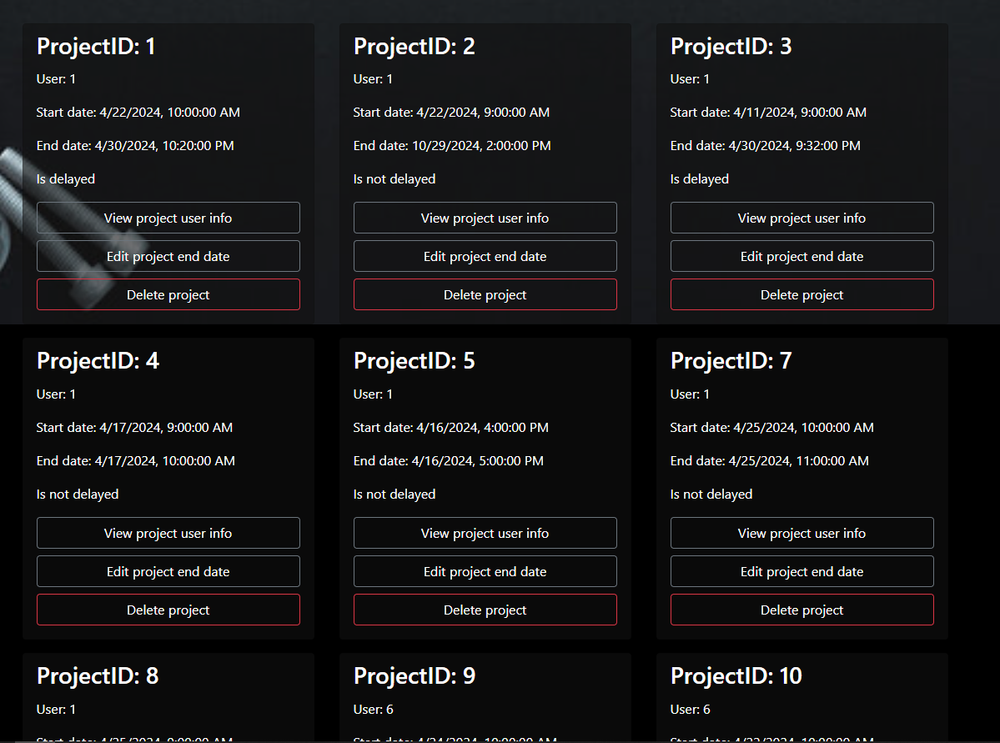 ProjectID: 1
User: 1
Start date: 4/22/2024, 10:00:00 AM
End date: 4/30/2024, 10:20:00 PM
Is delayed
View project user info
Edit project end date
Delete project
ProjectID: 2
User: 1
Start date: 4/22/2024, 9:00:00 AM
End date: 10/29/2024, 2:00:00 PM
Is not delayed
View project user info
Edit project end date
Delete project
ProjectID: 3
User: 1
Start date: 4/11/2024, 9:00:00 AM
End date: 4/30/2024, 9:32:00 PM
Is delayed
View project user info
Edit project end date
Delete project
ProjectID: 4
User: 1
Start date: 4/17/2024, 9:00:00 AM
End date: 4/17/2024, 10:00:00 AM
Is not delayed
View project user info
Edit project end date
Delete project
ProjectID: 5
User: 1
Start date: 4/16/2024, 4:00:00 PM
End date: 4/16/2024, 5:00:00 PM
Is not delayed
View project user info
Edit project end date
Delete project
ProjectID: 7
User: 1
Start date: 4/25/2024, 10:00:00 AM
End date: 4/25/2024, 11:00:00 AM
Is not delayed
View project user info
Edit project end date
Delete project
ProjectID: 8
User: 1
Start date:
ProjectID: 9
User: 6
Start date:
ProjectID: 10
User: 6
Start date: